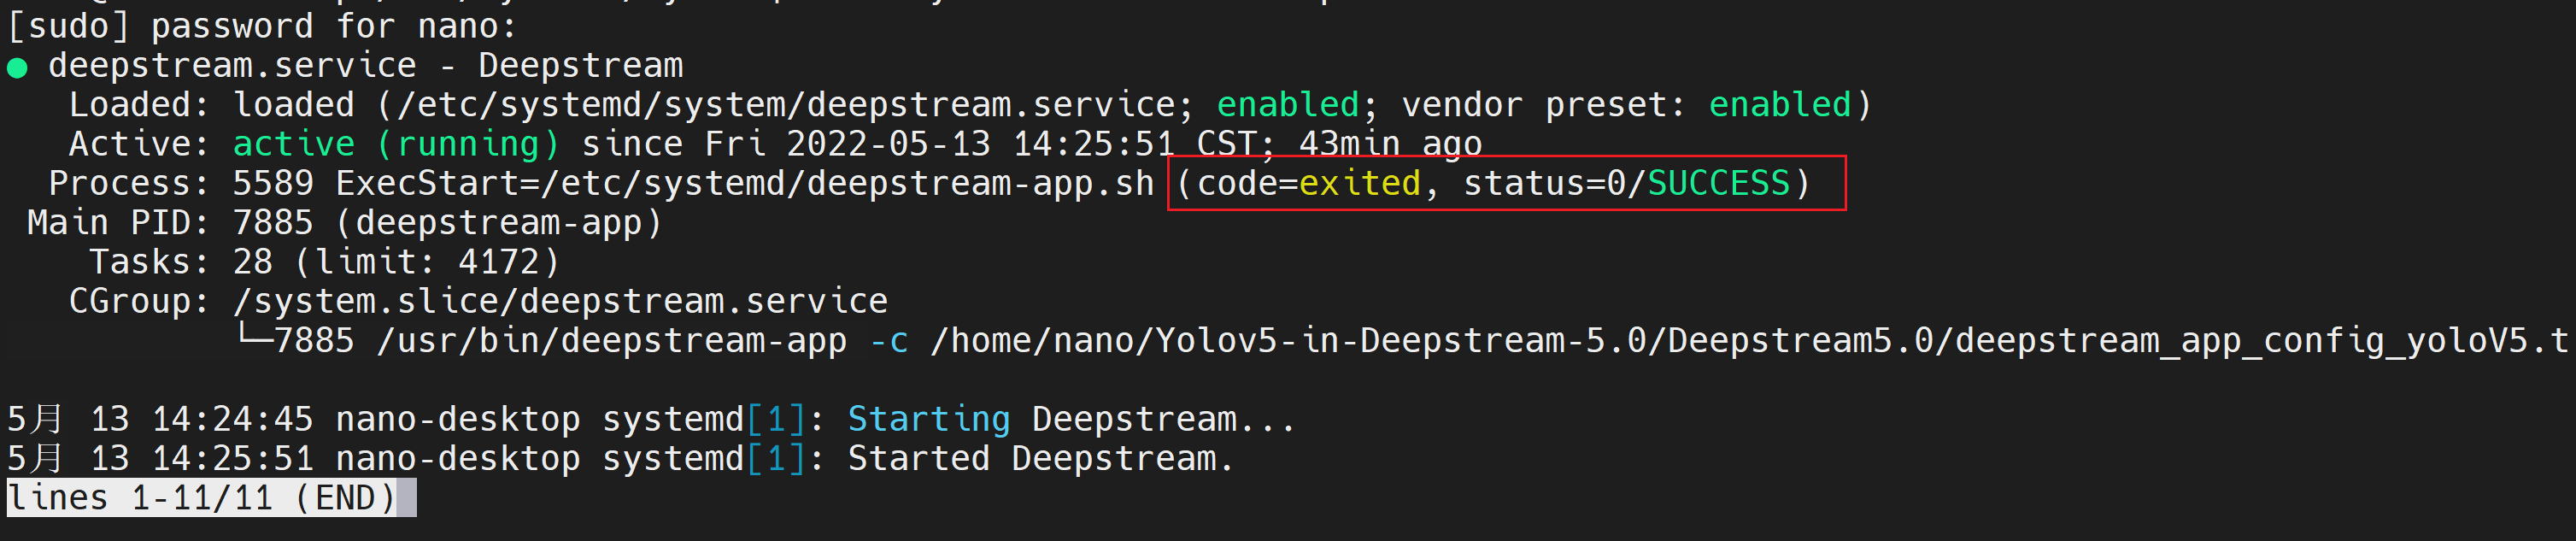 [sudo] password for nano:
● deepstream.service - Deepstream
Loaded: loaded (/etc/systemd/system/deepstream.service; enabled; vendor preset: enabled)
Active: active (running) since Fri 2022-05-13 14:25:51 CST; 43min ago
Process: 5589 ExecStart=/etc/systemd/deepstream-app.sh (code=exited, status=0/SUCCESS)
Main PID: 7885 (deepstream-app)
Tasks: 28 (limit: 4172)
CGroup: /system.slice/deepstream.service
└─7885 /usr/bin/deepstream-app -c /home/nano/Yolov5-in-Deepstream-5.0/Deepstream5.0/deepstream_app_config_yoloV5.t
5月 13 14:24:45 nano-desktop systemd[1]: Starting Deepstream...
5月 13 14:25:51 nano-desktop systemd[1]: Started Deepstream.
lines 1-11/11 (END)